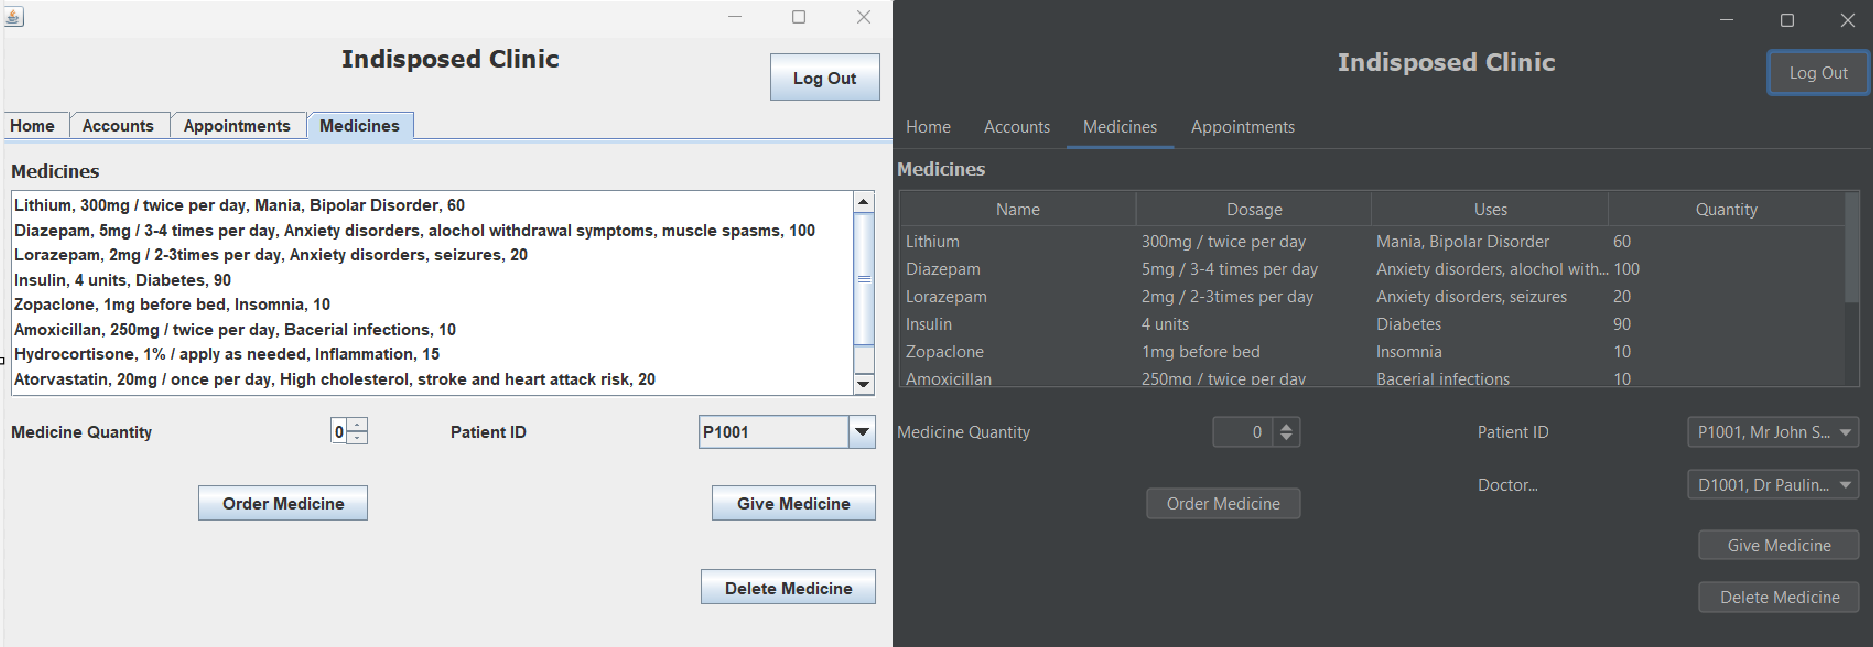 Indisposed Clinic
Log Out
Home Accounts Appointments Medicines
Medicines
Lithium, 300mg / twice per day, Mania, Bipolar Disorder, 60
Diazepam, 5mg / 3-4 times per day, Anxiety disorders, alochol withdrawal symptoms, muscle spasms, 100
Lorazepam, 2mg / 2-3times per day, Anxiety disorders, seizures, 20
Insulin, 4 units, Diabetes, 90
Zopaclone, 1mg before bed, Insomnia, 10
Amoxicillan, 250mg / twice per day, Bacerial infections, 10
Hydrocortisone, 1% / apply as needed, Inflammation, 15
Atorvastatin, 20mg / once per day, High cholesterol, stroke and heart attack risk, 20
Medicine Quantity 0 Patient ID P1001
Order Medicine Give Medicine
Delete Medicine
Indisposed Clinic
Log Out
Home Accounts Medicines Appointments
Medicines
Name Dosage Uses Quantity
Lithium 300mg / twice per day Mania, Bipolar Disorder 60
Diazepam 5mg / 3-4 times per day Anxiety disorders, alochol with... 100
Lorazepam 2mg / 2-3times per day Anxiety disorders, seizures 20
Insulin 4 units Diabetes 90
Zopaclone 1mg before bed Insomnia 10
Amoxicillan 250mg / twice per day Bacerial infections 10
Medicine Quantity 0 Patient ID P1001, Mr John S...
Doctor... D1001, Dr Paulin...
Order Medicine
Give Medicine
Delete Medicine